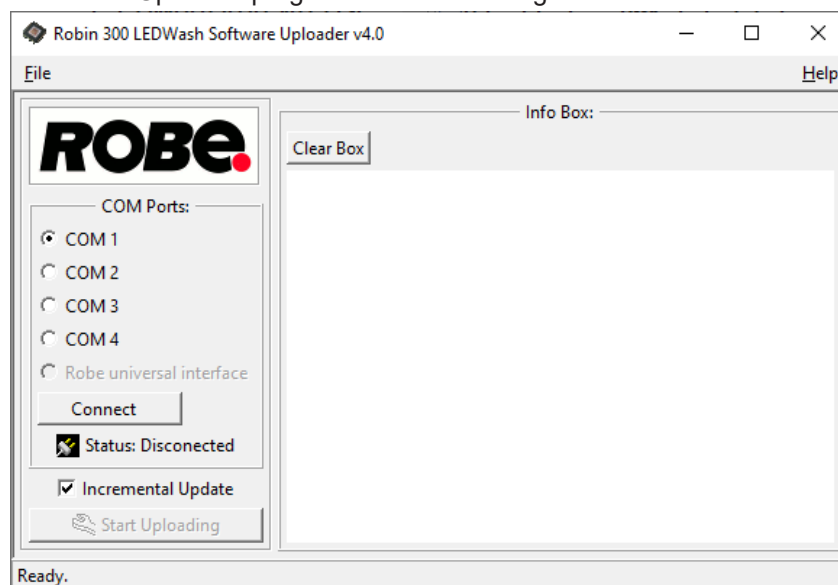 Robin 300 LEDWash Software Uploader v4.0
File
Help
ROBE.
COM Ports:
COM 1
COM 2
COM 3
COM 4
Robe universal interface
Connect
Status: Disconected
Incremental Update
Start Uploading
Info Box:
Clear Box
Ready.